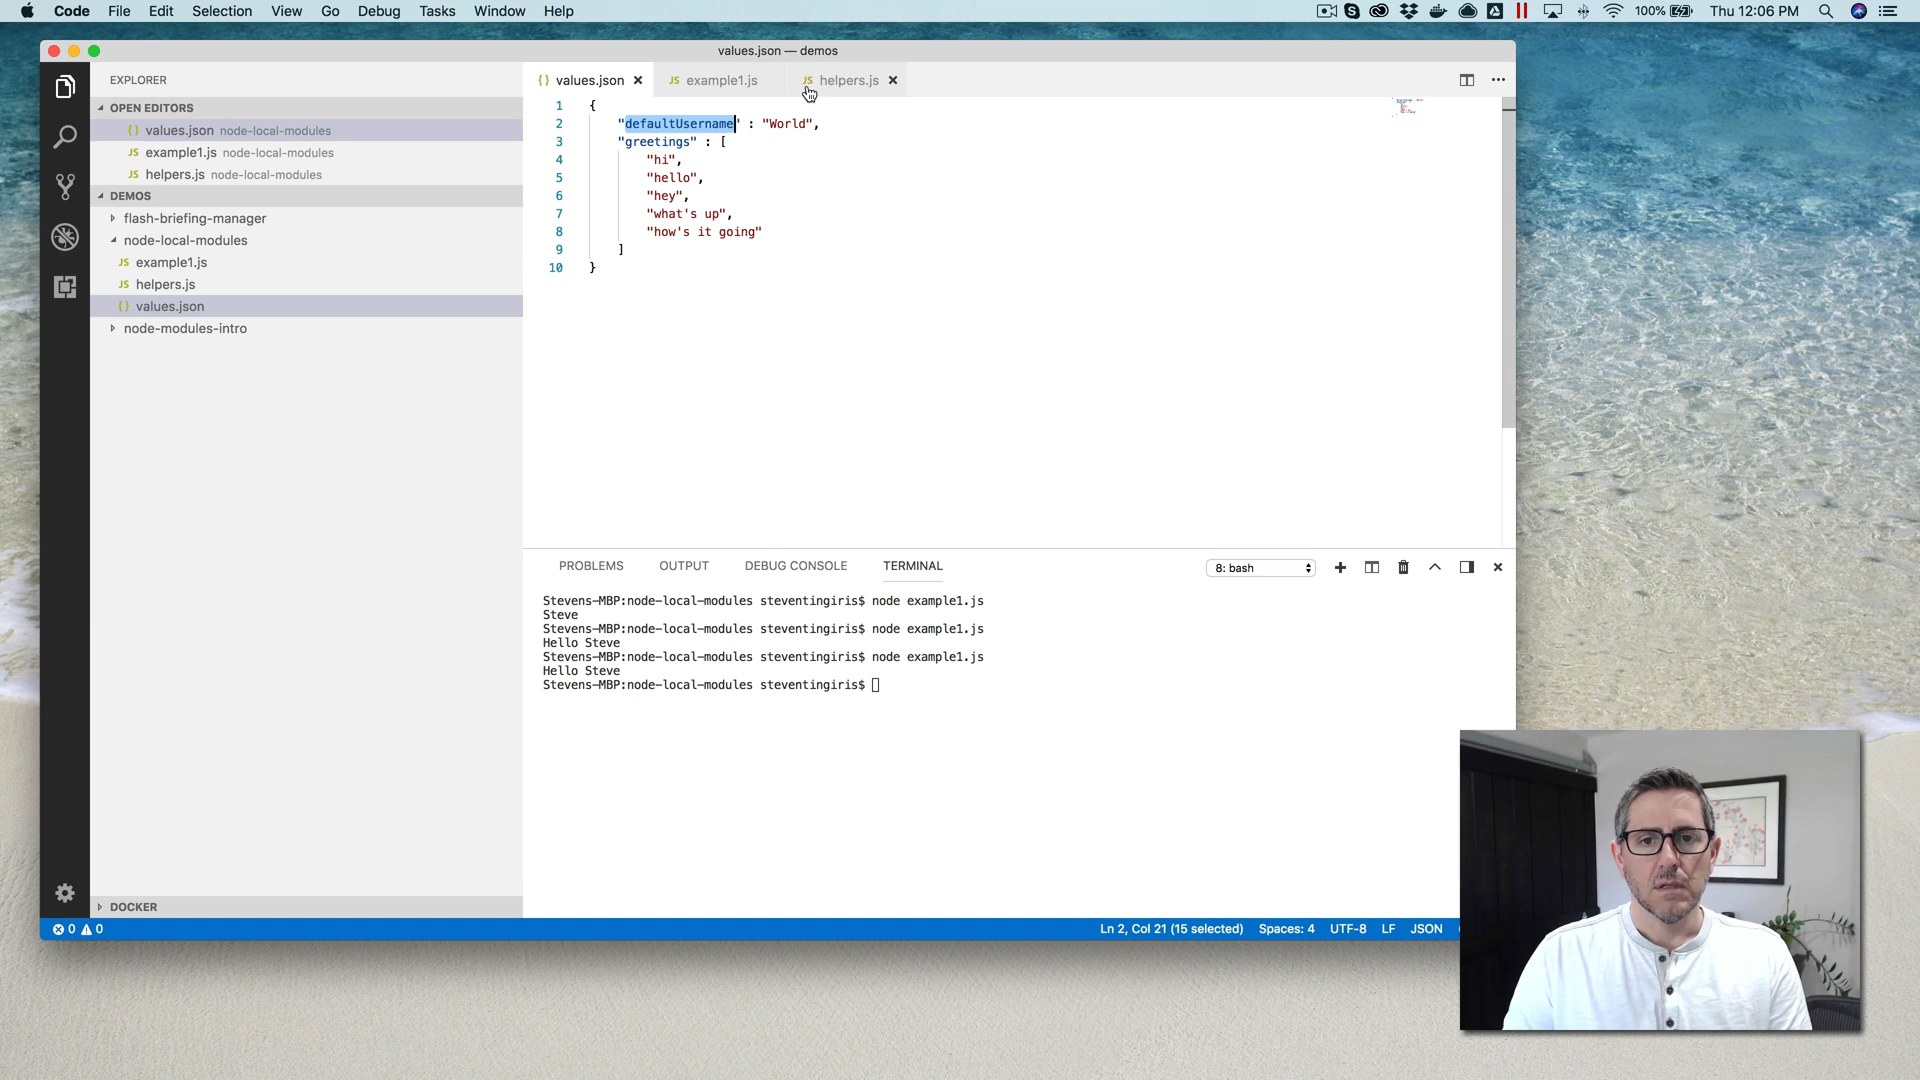 Code File Edit Selection View Go Debug Tasks Window Help 100% Thu 12:06 PM
values.json — demos
EXPLORER
OPEN EDITORS
{} values.json node-local-modules
JS example1.js node-local-modules
JS helpers.js node-local-modules
DEMOS
flash-briefing-manager
node-local-modules
JS example1.js
JS helpers.js
{} values.json
node-modules-intro
DOCKER
{} values.json JS example1.js JS helpers.js
1 {
2 "defaultUsername" : "World",
3 "greetings" : [
4 "hi",
5 "hello",
6 "hey",
7 "what's up",
8 "how's it going"
9 ]
10 }
PROBLEMS OUTPUT DEBUG CONSOLE TERMINAL 8: bash
Stevens-MBP:node-local-modules steventingiris$ node example1.js
Steve
Stevens-MBP:node-local-modules steventingiris$ node example1.js
Hello Steve
Stevens-MBP:node-local-modules steventingiris$ node example1.js
Hello Steve
Stevens-MBP:node-local-modules steventingiris$
0 0 Ln 2, Col 21 (15 selected) Spaces: 4 UTF-8 LF JSON